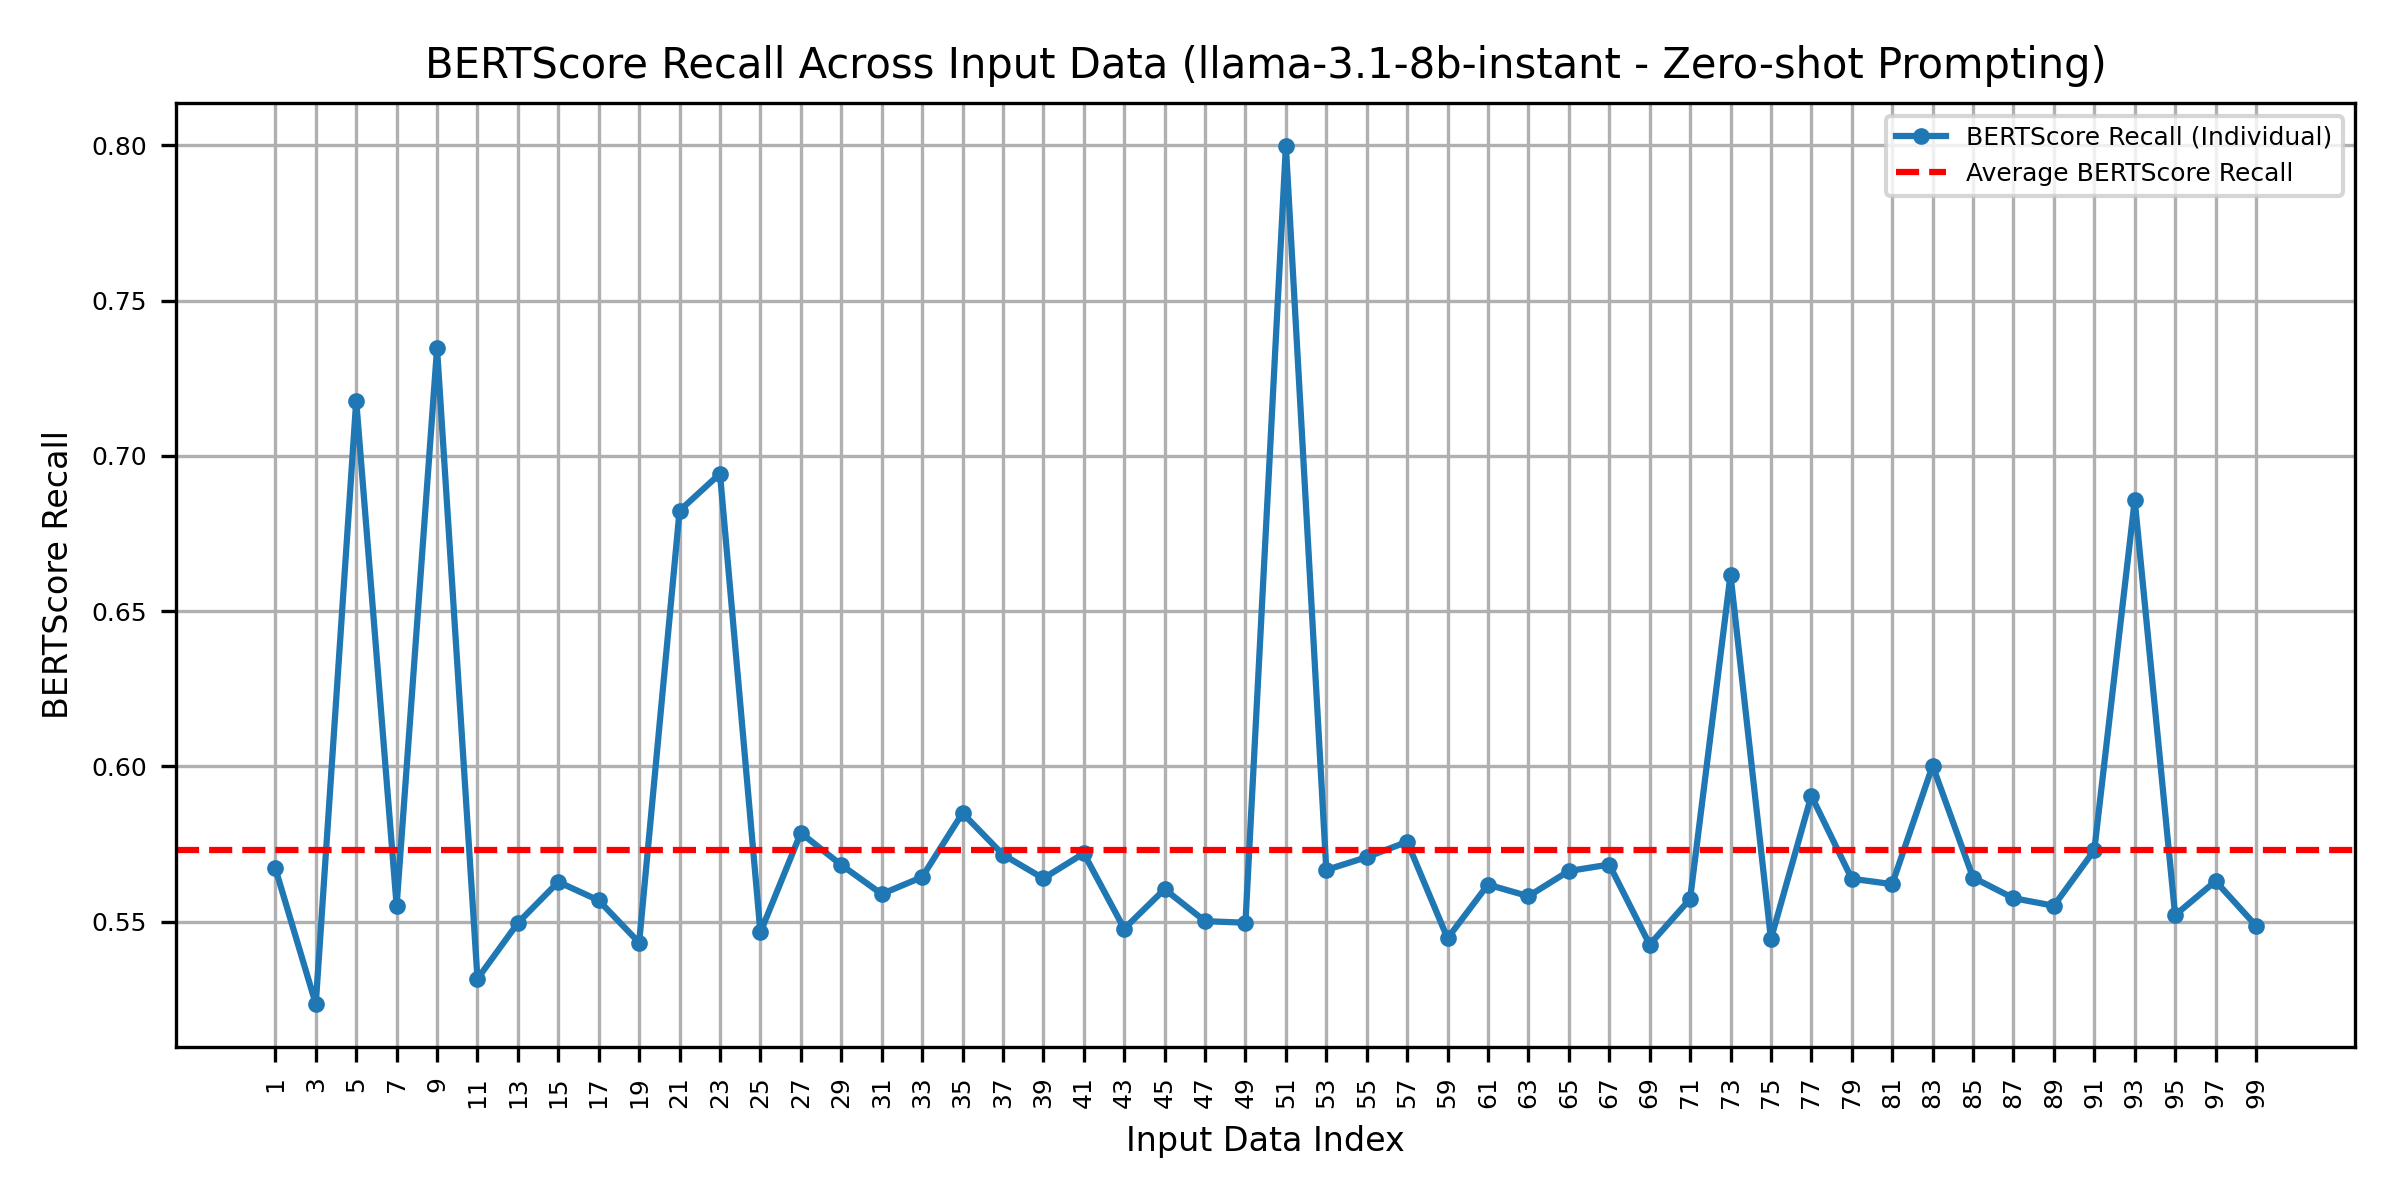 BERTScore Recall Across Input Data (llama-3.1-8b-instant - Zero-shot Prompting)
BERTScore Recall (Individual)
Average BERTScore Recall
BERTScore Recall
0.80
0.75
0.70
0.65
0.60
0.55
1 3 5 7 9 11 13 15 17 19 21 23 25 27 29 31 33 35 37 39 41 43 45 47 49 51 53 55 57 59 61 63 65 67 69 71 73 75 77 79 81 83 85 87 89 91 93 95 97 99
Input Data Index